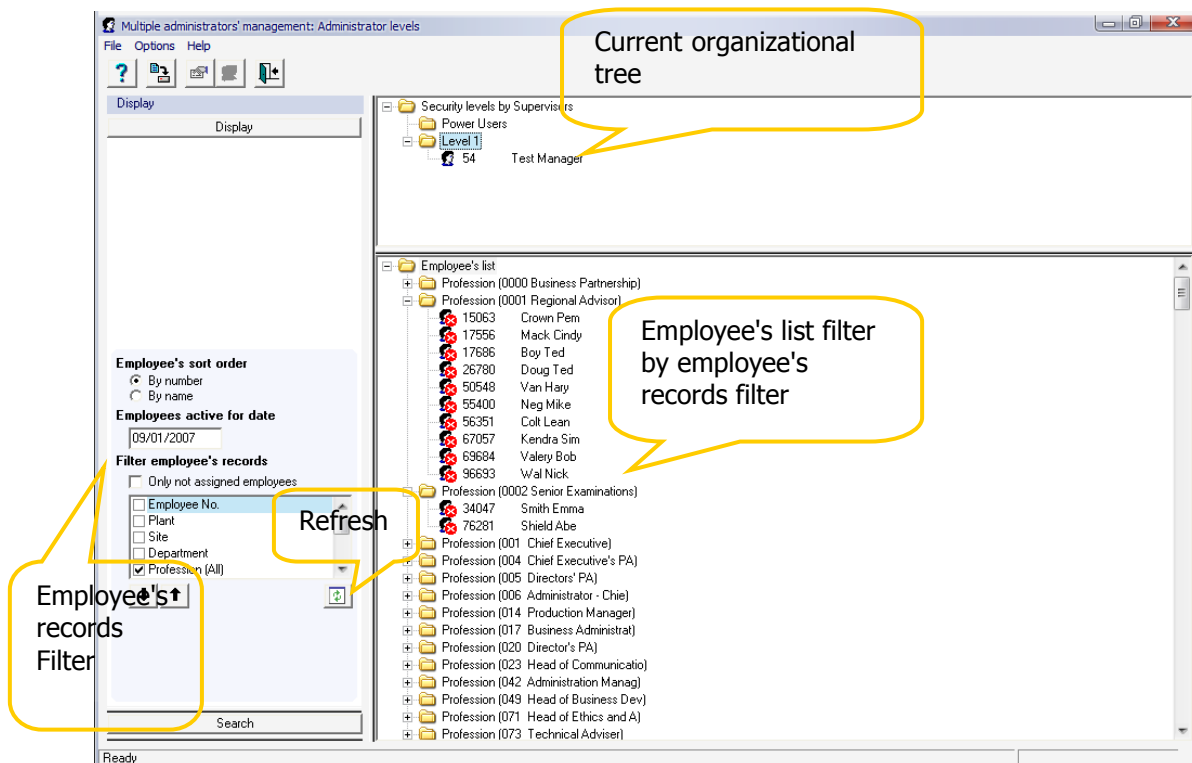 Multiple administrators' management: Administrator levels
File Options Help
Current organizational
tree
Display
Display
Security levels by Supervisors
Power Users
Level 1
54 Test Manager
Employee's list
Profession (0000 Business Partnership)
Profession (0001 Regional Advisor)
15063 Crown Pem
17556 Mack Cindy
17686 Boy Ted
26780 Doug Ted
50548 Van Hary
55400 Neg Mike
56351 Colt Lean
67057 Kendra Sim
69684 Valery Bob
96693 Wal Nick
Profession (0002 Senior Examinations)
34047 Smith Emma
76281 Shield Abe
Profession (001 Chief Executive)
Profession (004 Chief Executive's PA)
Profession (005 Directors' PA)
Profession (006 Administrator - Chie)
Profession (014 Production Manager)
Profession (017 Business Administrat)
Profession (020 Director's PA)
Profession (023 Head of Communicatio)
Profession (042 Administration Manag)
Profession (049 Head of Business Dev)
Profession (071 Head of Ethics and A)
Profession (073 Technical Adviser)
Employee's list filter
by employee's
records filter
Employee's sort order
By number
By name
Employees active for date
09/01/2007
Filter employee's records
Only not assigned employees
Employee No.
Plant
Site
Department
Profession (All)
Refresh
Employee's
records
Filter
Search
Ready